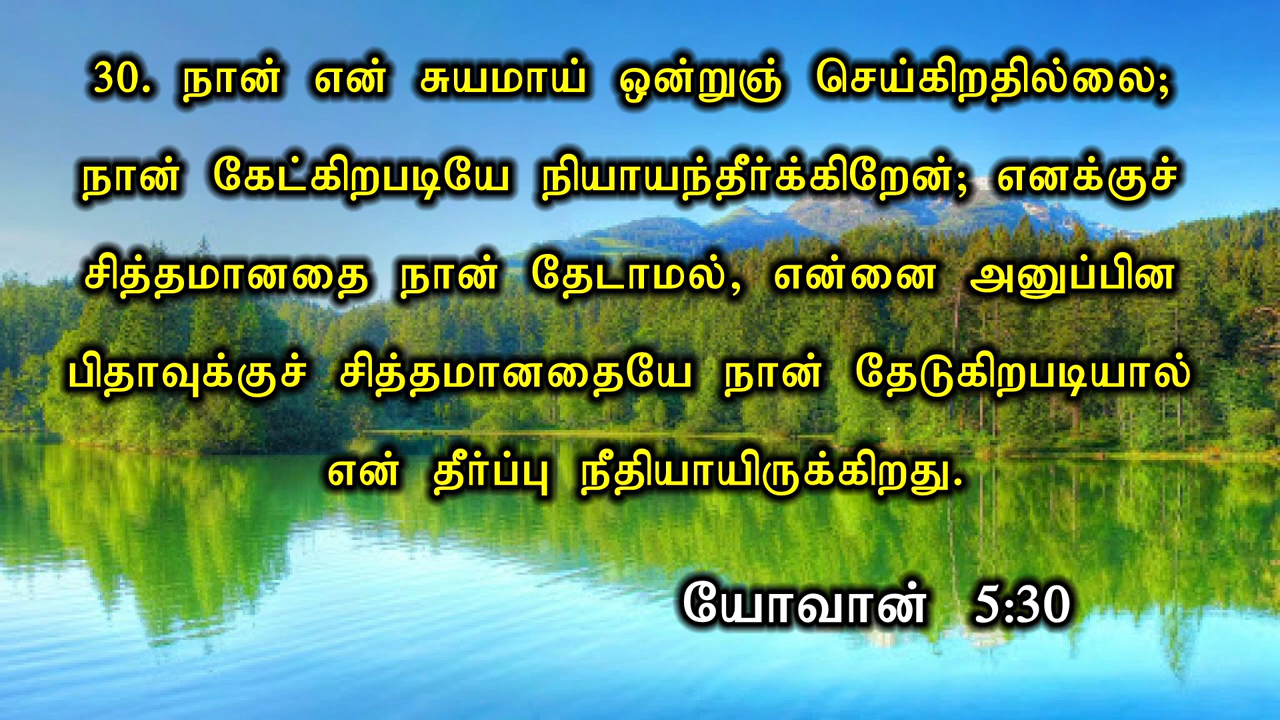 30. நான் என் சுயமாய் ஒன்றுஞ் செய்கிறதில்லை;
நான் கேட்கிறபடியே நியாயந்தீர்க்கிறேன்; எனக்குச்
சித்தமானதை நான் தேடாமல், என்னை அனுப்பின
பிதாவுக்குச் சித்தமானதையே நான் தேடுகிறபடியால்
என் தீர்ப்பு நீதியாயிருக்கிறது.
யோவான் 5:30